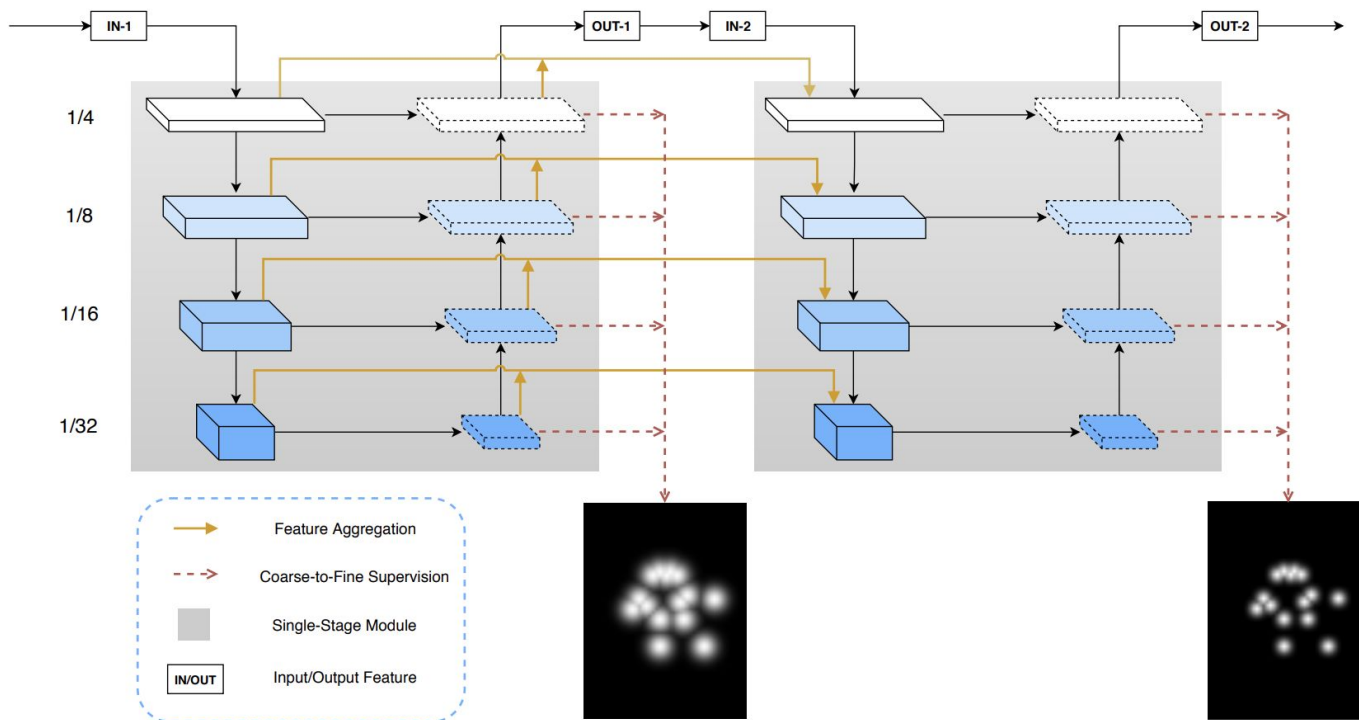 IN-1
OUT-1
IN-2
OUT-2
1/4
1/8
1/16
1/32
Feature Aggregation
Coarse-to-Fine Supervision
Single-Stage Module
IN/OUT
Input/Output Feature